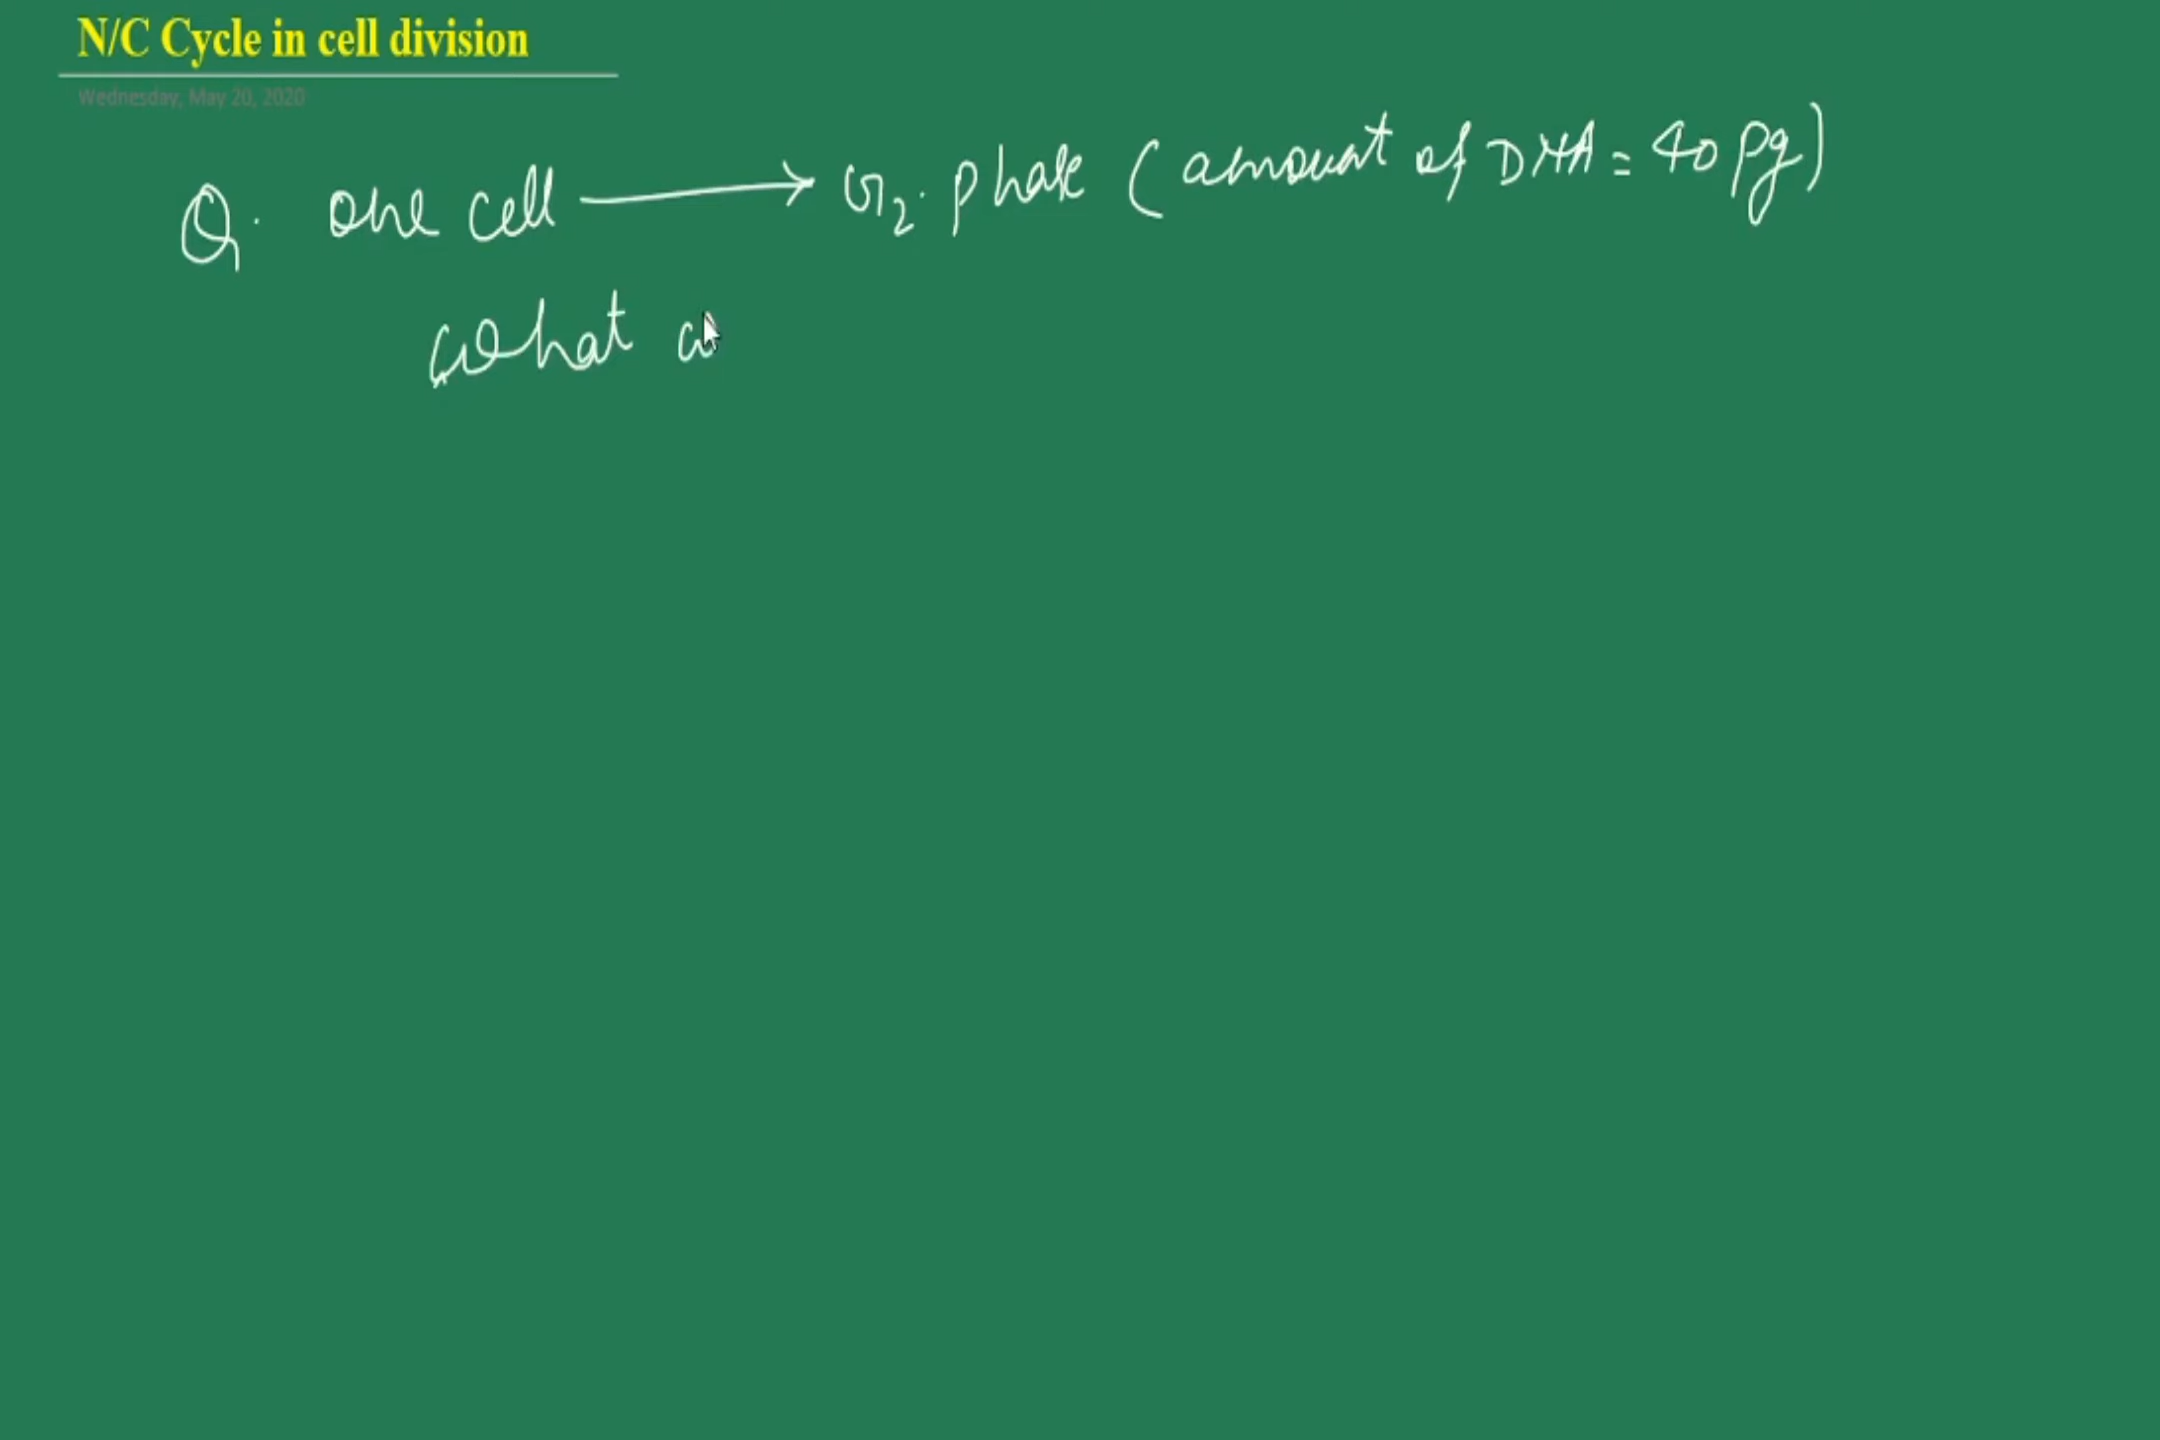 N/C Cycle in cell division
Wednesday, May 20, 2020
Q. one cell → G2. phase (amount of DNA = 40 pg)
What a